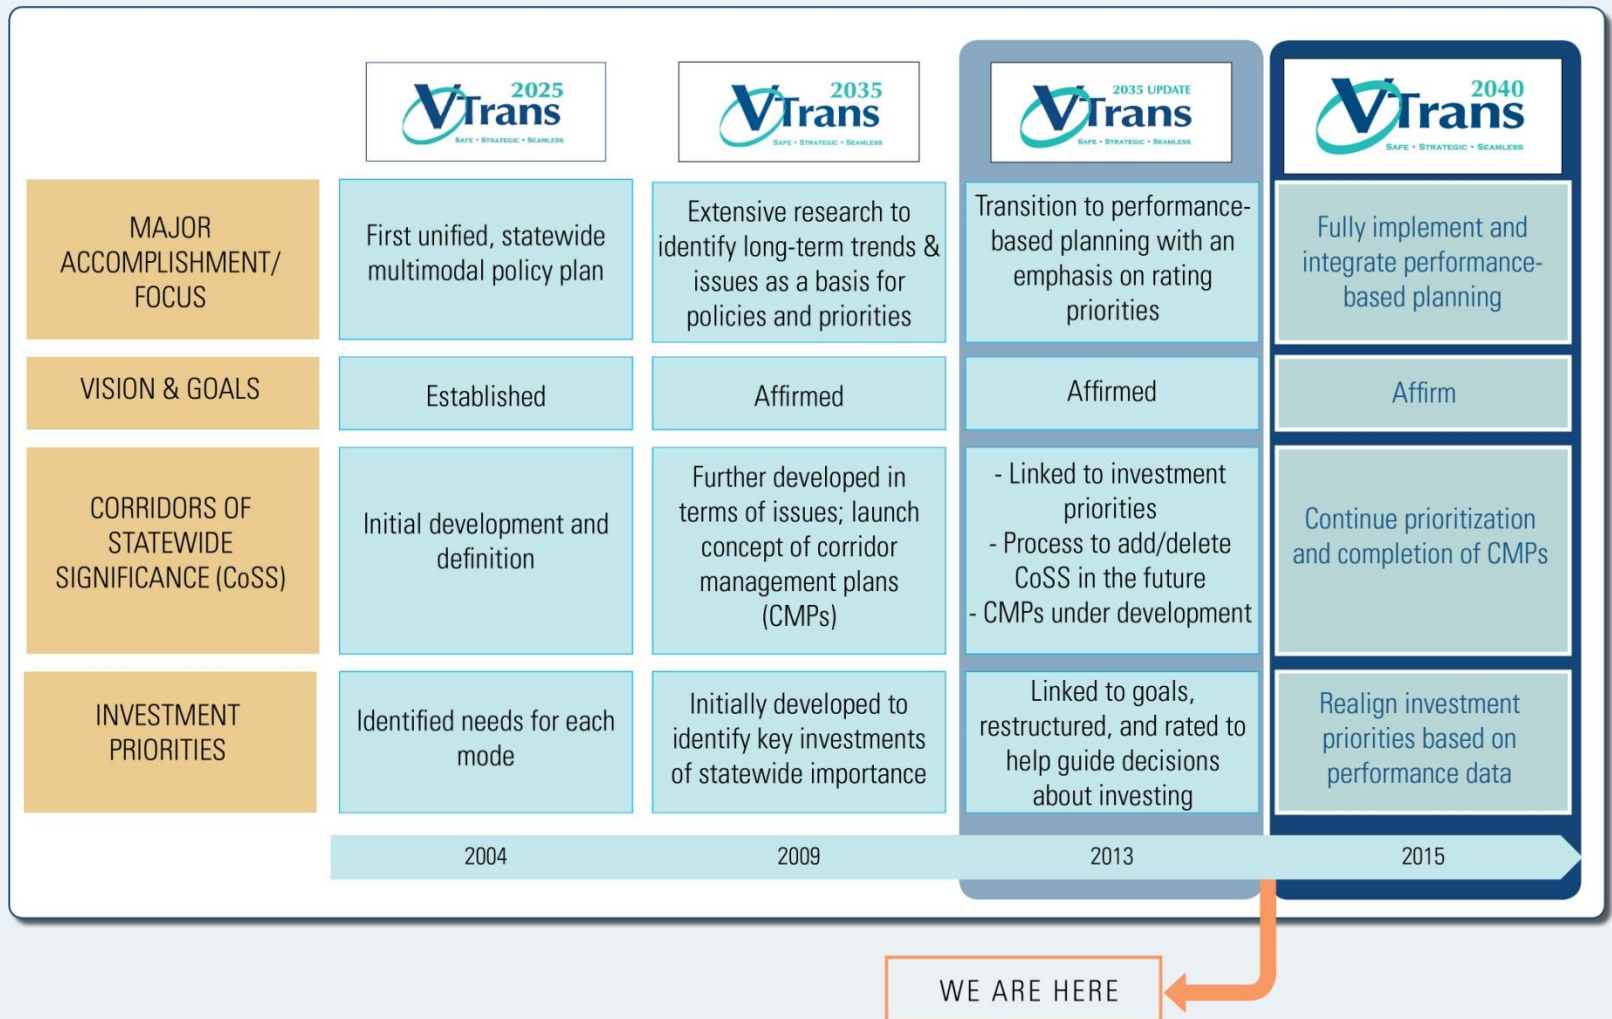 2025
VTrans
SAFE • STRATEGIC • SEAMLESS
2035
VTrans
SAFE • STRATEGIC • SEAMLESS
2035 UPDATE
VTrans
SAFE • STRATEGIC • SEAMLESS
2040
VTrans
SAFE • STRATEGIC • SEAMLESS
MAJOR
ACCOMPLISHMENT/
FOCUS
First unified, statewide
multimodal policy plan
Extensive research to
identify long-term trends &
issues as a basis for
policies and priorities
Transition to performance-
based planning with an
emphasis on rating
priorities
Fully implement and
integrate performance-
based planning
VISION & GOALS
Established
Affirmed
Affirmed
Affirm
CORRIDORS OF
STATEWIDE
SIGNIFICANCE (CoSS)
Initial development and
definition
Further developed in
terms of issues; launch
concept of corridor
management plans
(CMPs)
- Linked to investment
priorities
- Process to add/delete
CoSS in the future
- CMPs under development
Continue prioritization
and completion of CMPs
INVESTMENT
PRIORITIES
Identified needs for each
mode
Initially developed to
identify key investments
of statewide importance
Linked to goals,
restructured, and rated to
help guide decisions
about investing
Realign investment
priorities based on
performance data
2004
2009
2013
2015
WE ARE HERE